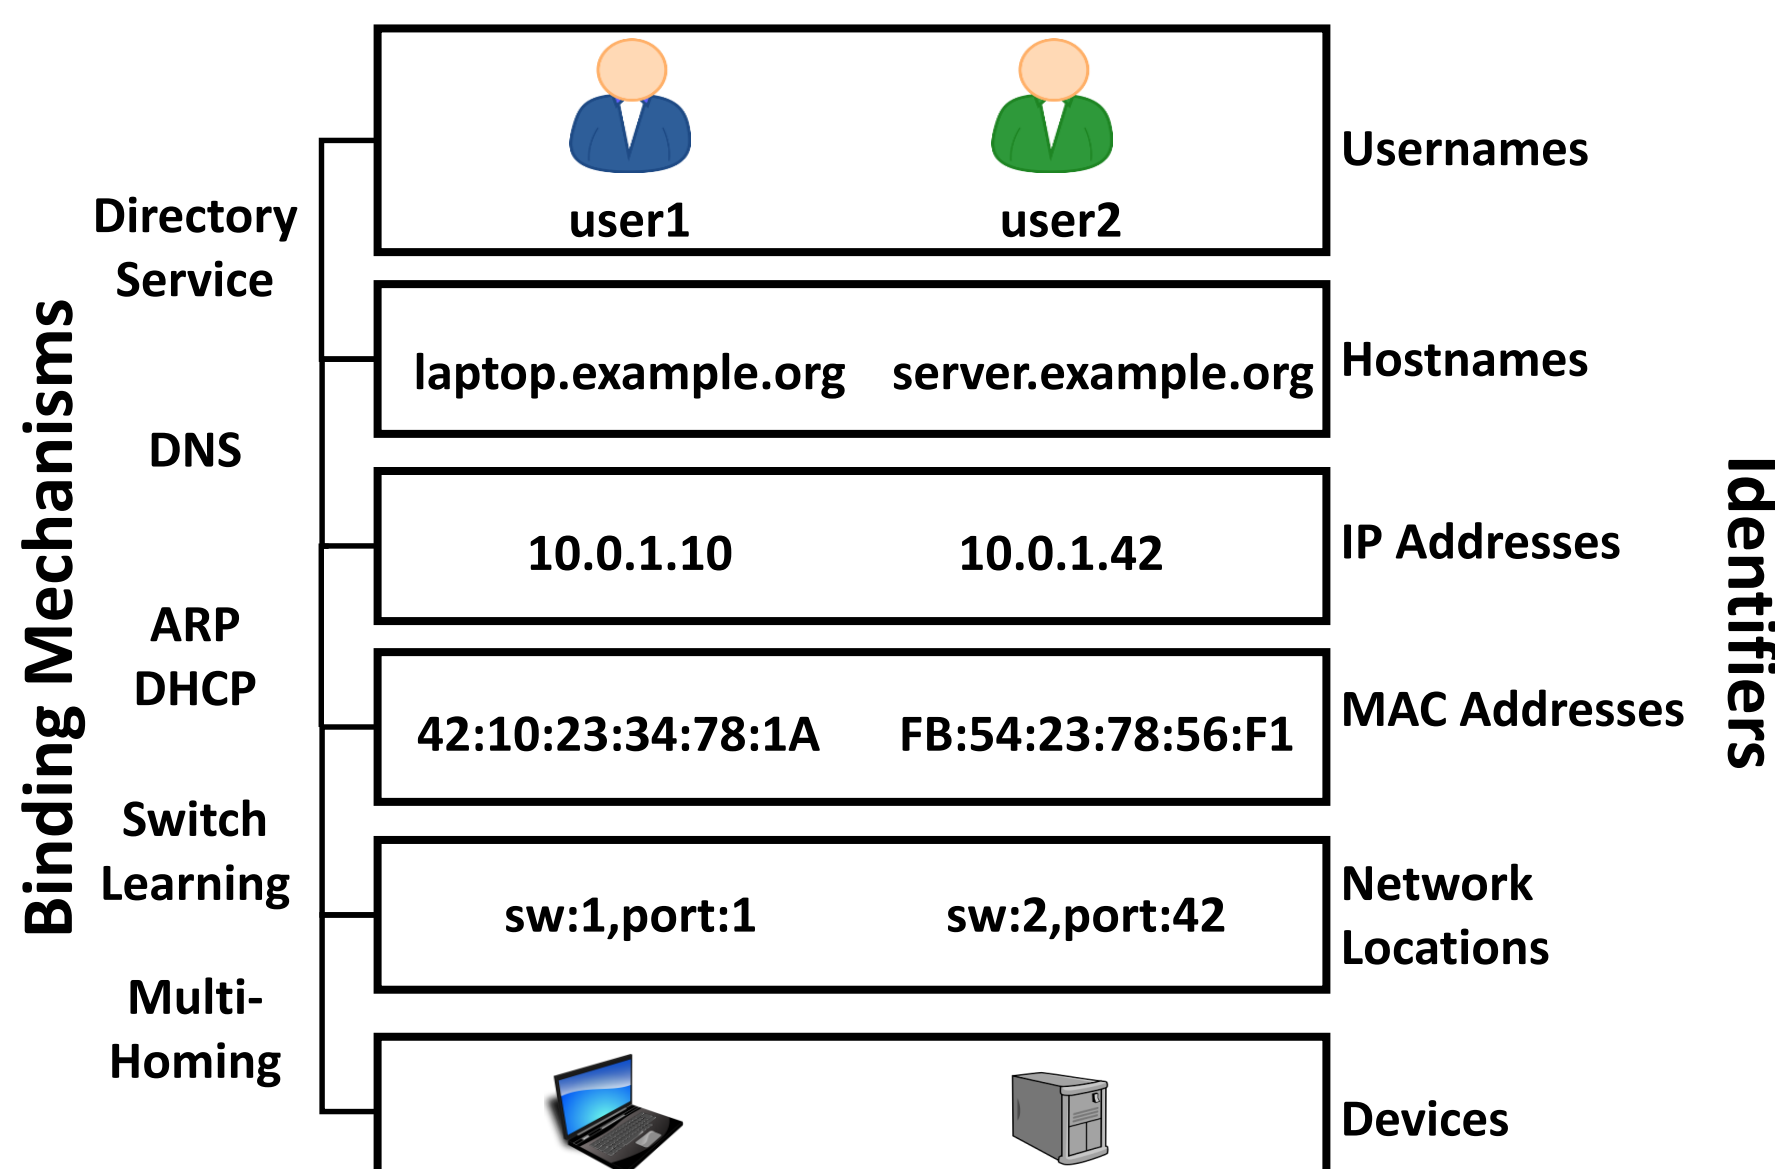 Binding Mechanisms
Directory
Service
DNS
ARP
DHCP
Switch
Learning
Multi-
Homing
user1 user2
laptop.example.org server.example.org
10.0.1.10 10.0.1.42
42:10:23:34:78:1A FB:54:23:78:56:F1
sw:1,port:1 sw:2,port:42
Usernames
Hostnames
IP Addresses
MAC Addresses
Network
Locations
Devices
Identifiers